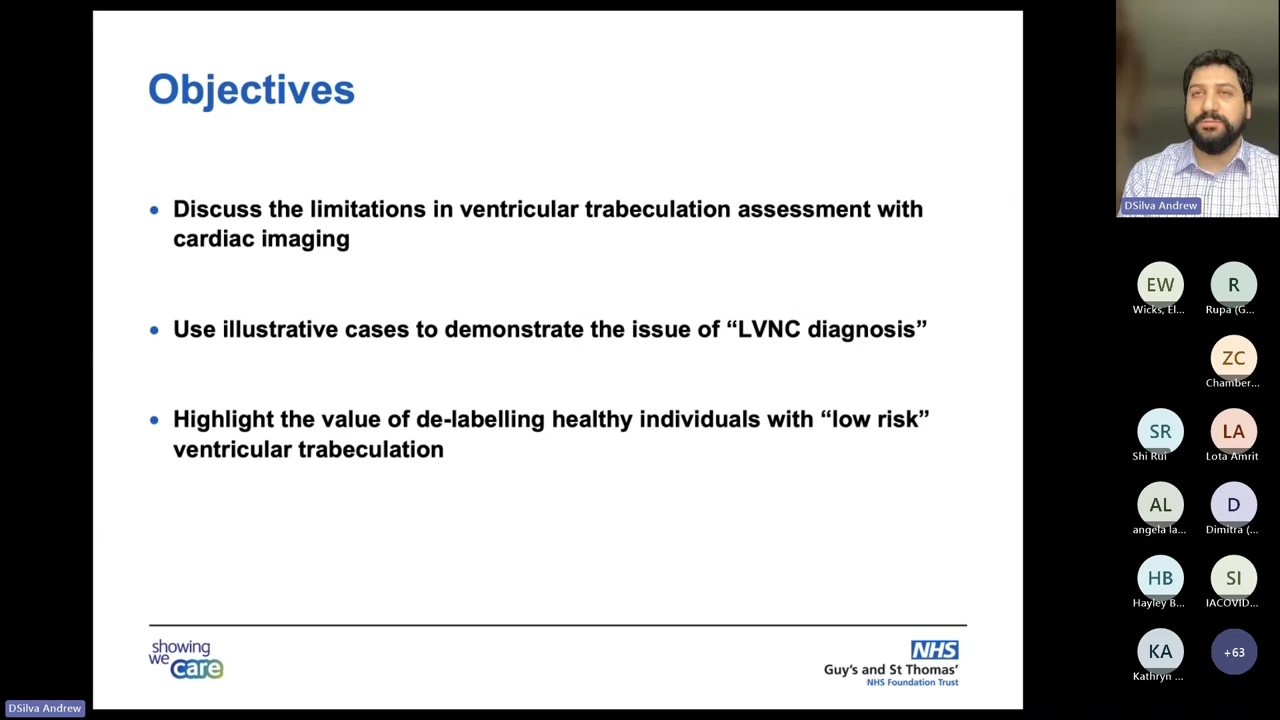 Objectives
• Discuss the limitations in ventricular trabeculation assessment with
cardiac imaging
• Use illustrative cases to demonstrate the issue of “LVNC diagnosis”
• Highlight the value of de-labelling healthy individuals with “low risk”
ventricular trabeculation
showing
we care
NHS
Guy's and St Thomas'
NHS Foundation Trust
DSilva Andrew
DSilva Andrew
EW
Wicks, El...
R
Rupa (G...
ZC
Chamber...
SR
Shi Rui
LA
Lota Amrit
AL
angela la...
D
Dimitra (...
HB
Hayley B...
SI
IACOVID...
KA
Kathryn ...
+63